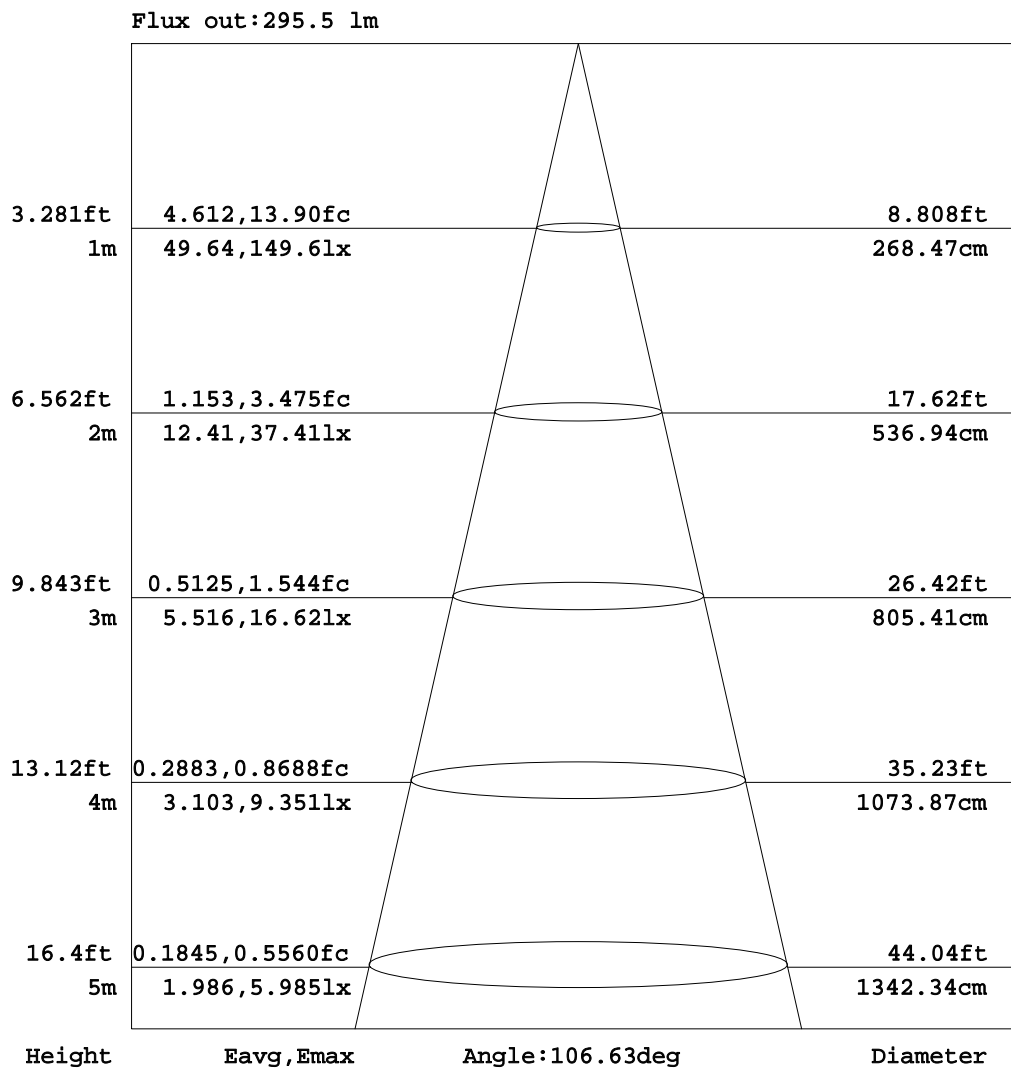 Flux out:295.5 lm
3.281ft 4.612,13.90fc 8.808ft
1m 49.64,149.6lx 268.47cm
6.562ft 1.153,3.475fc 17.62ft
2m 12.41,37.41lx 536.94cm
9.843ft 0.5125,1.544fc 26.42ft
3m 5.516,16.62lx 805.41cm
13.12ft 0.2883,0.8688fc 35.23ft
4m 3.103,9.351lx 1073.87cm
16.4ft 0.1845,0.5560fc 44.04ft
5m 1.986,5.985lx 1342.34cm
Height Eavg,Emax Angle:106.63deg Diameter